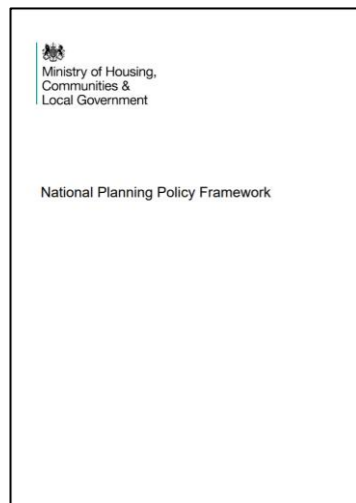 Ministry of Housing,
Communities &
Local Government
National Planning Policy Framework